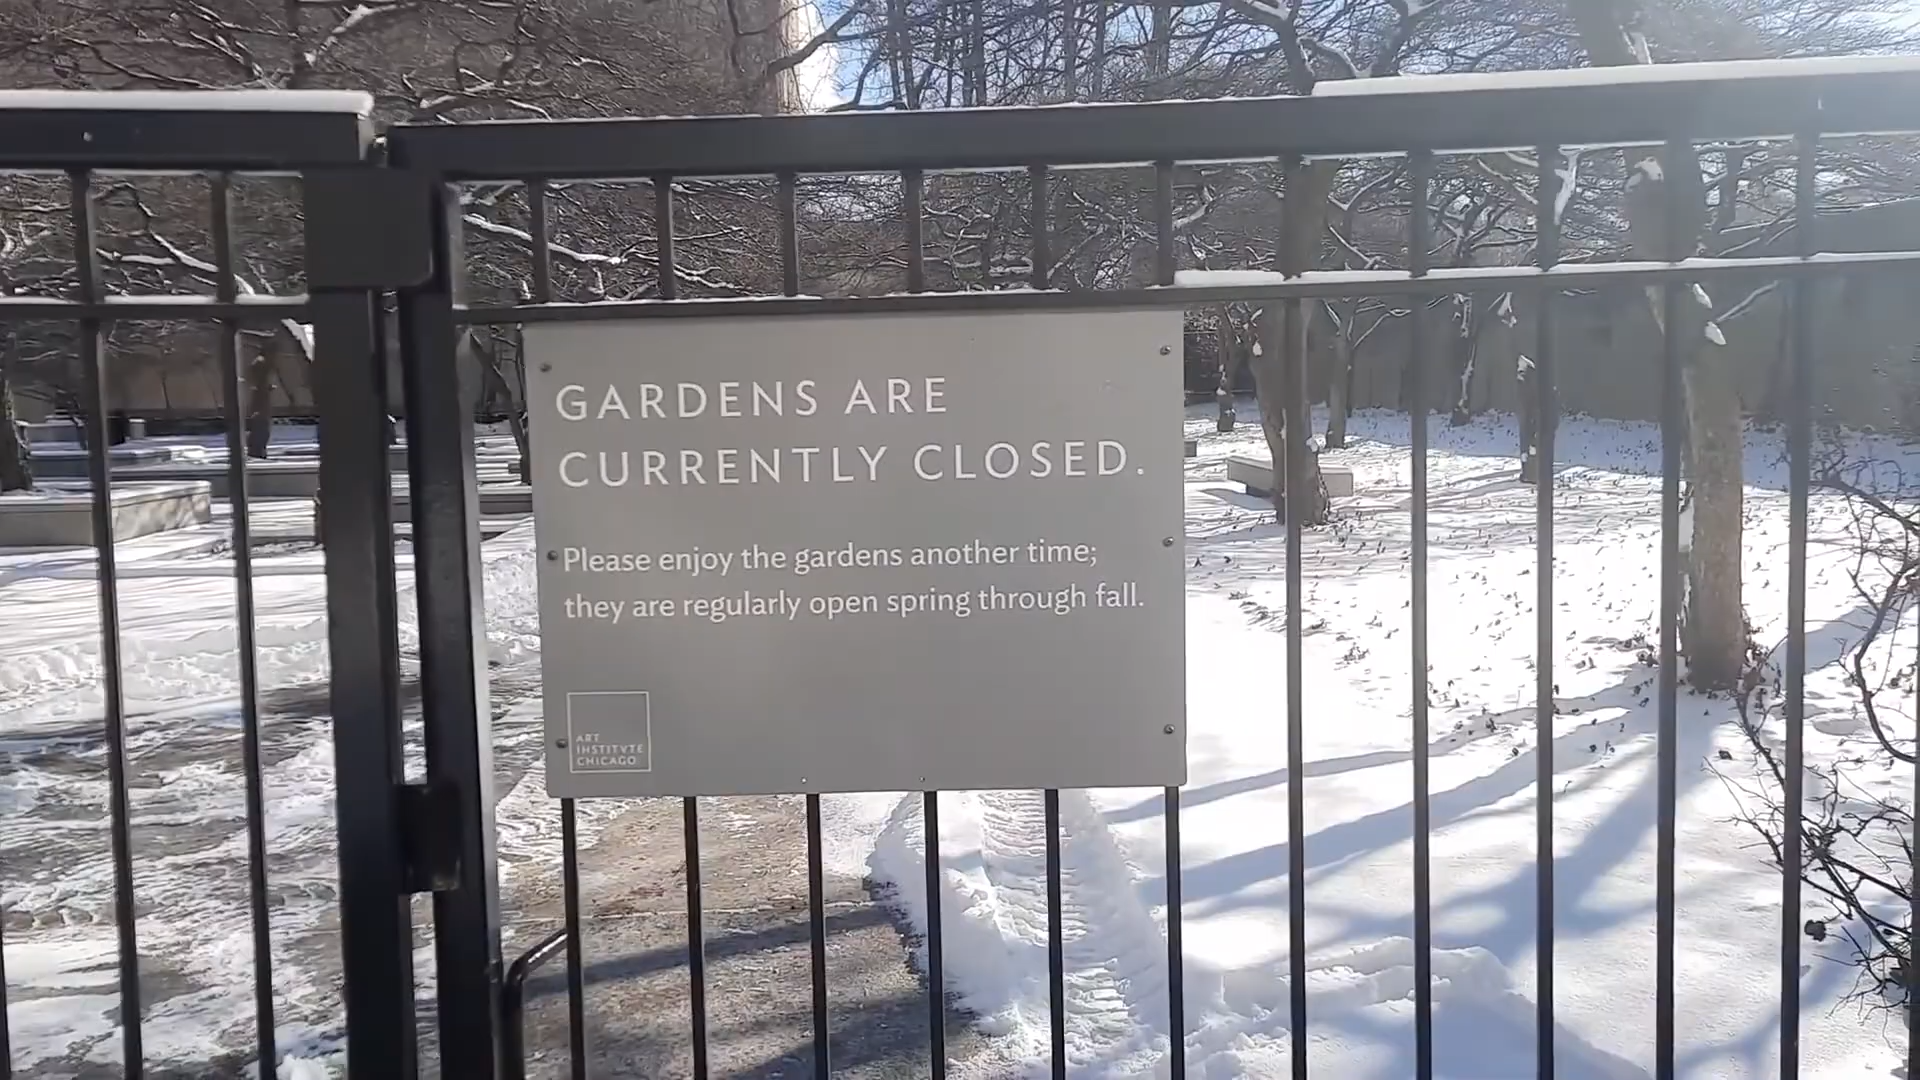 GARDENS ARE
CURRENTLY CLOSED.
Please enjoy the gardens another time;
they are regularly open spring through fall.
ART
INSTITVTE
CHICAGO